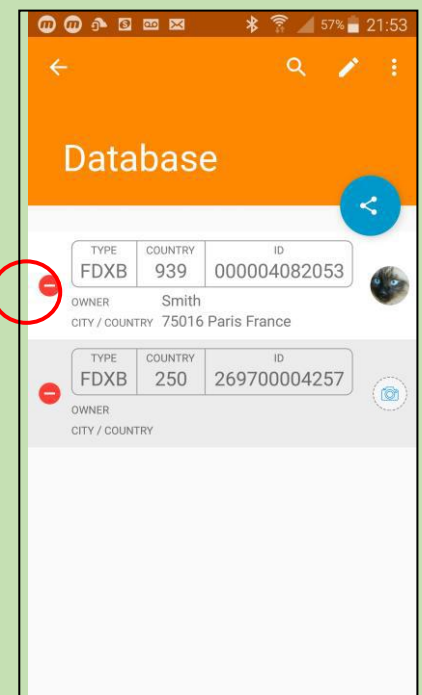 57% 21:53
Database
TYPE COUNTRY ID
FDXB 939 000004082053
OWNER Smith
CITY / COUNTRY 75016 Paris France
TYPE COUNTRY ID
FDXB 250 269700004257
OWNER
CITY / COUNTRY